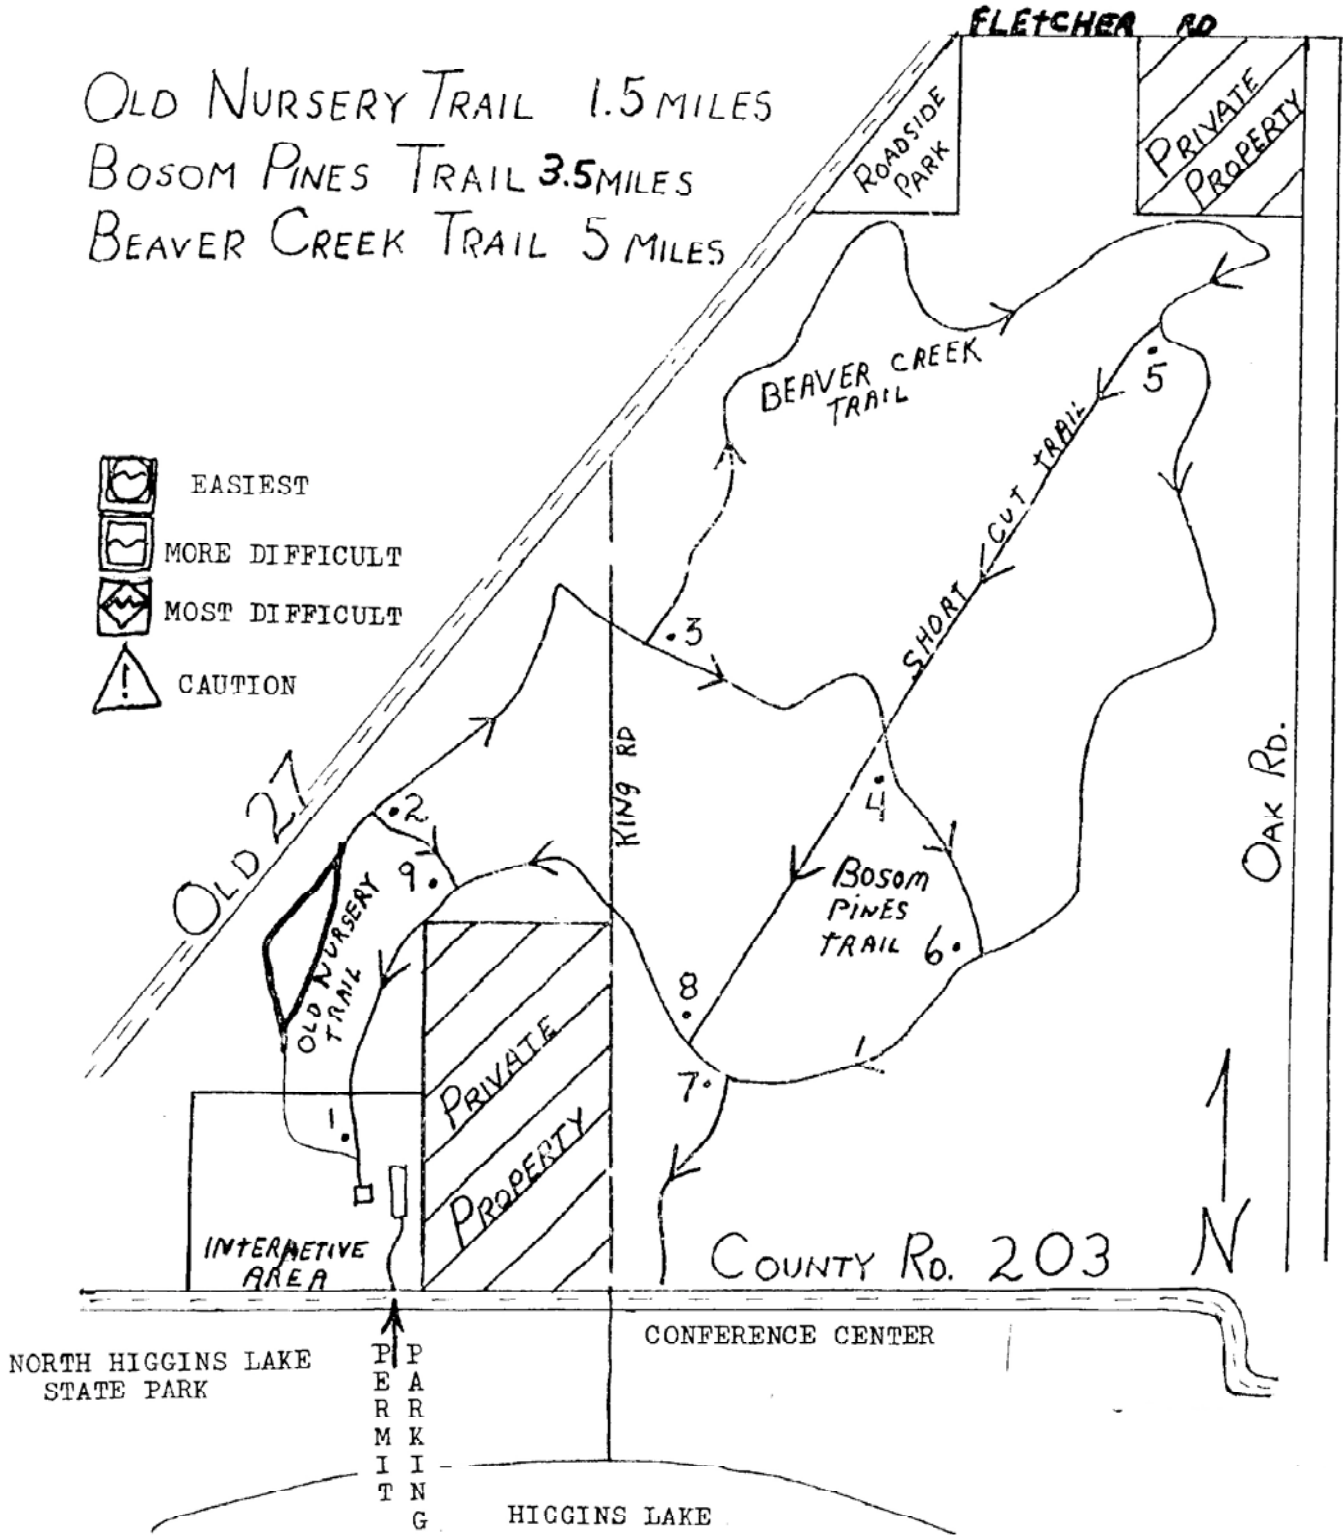 FLETCHER RD
OLD NURSERY TRAIL 1.5 MILES
BOSOM PINES TRAIL 3.5 MILES
BEAVER CREEK TRAIL 5 MILES
ROADSIDE
PARK
PRIVATE
PROPERTY
BEAVER CREEK
TRAIL
5
SHORT CUT TRAIL
EASIEST
MORE DIFFICULT
MOST DIFFICULT
! CAUTION
3
KING RD
OLD 27
OAK RD.
2
4
9
BOSOM
PINES
TRAIL
6
OLD NURSERY
TRAIL
8
7
1
PRIVATE
PROPERTY
INTERPETIVE
AREA
COUNTY RD. 203
N
CONFERENCE CENTER
NORTH HIGGINS LAKE
STATE PARK
PERMIT
PARKING
HIGGINS LAKE